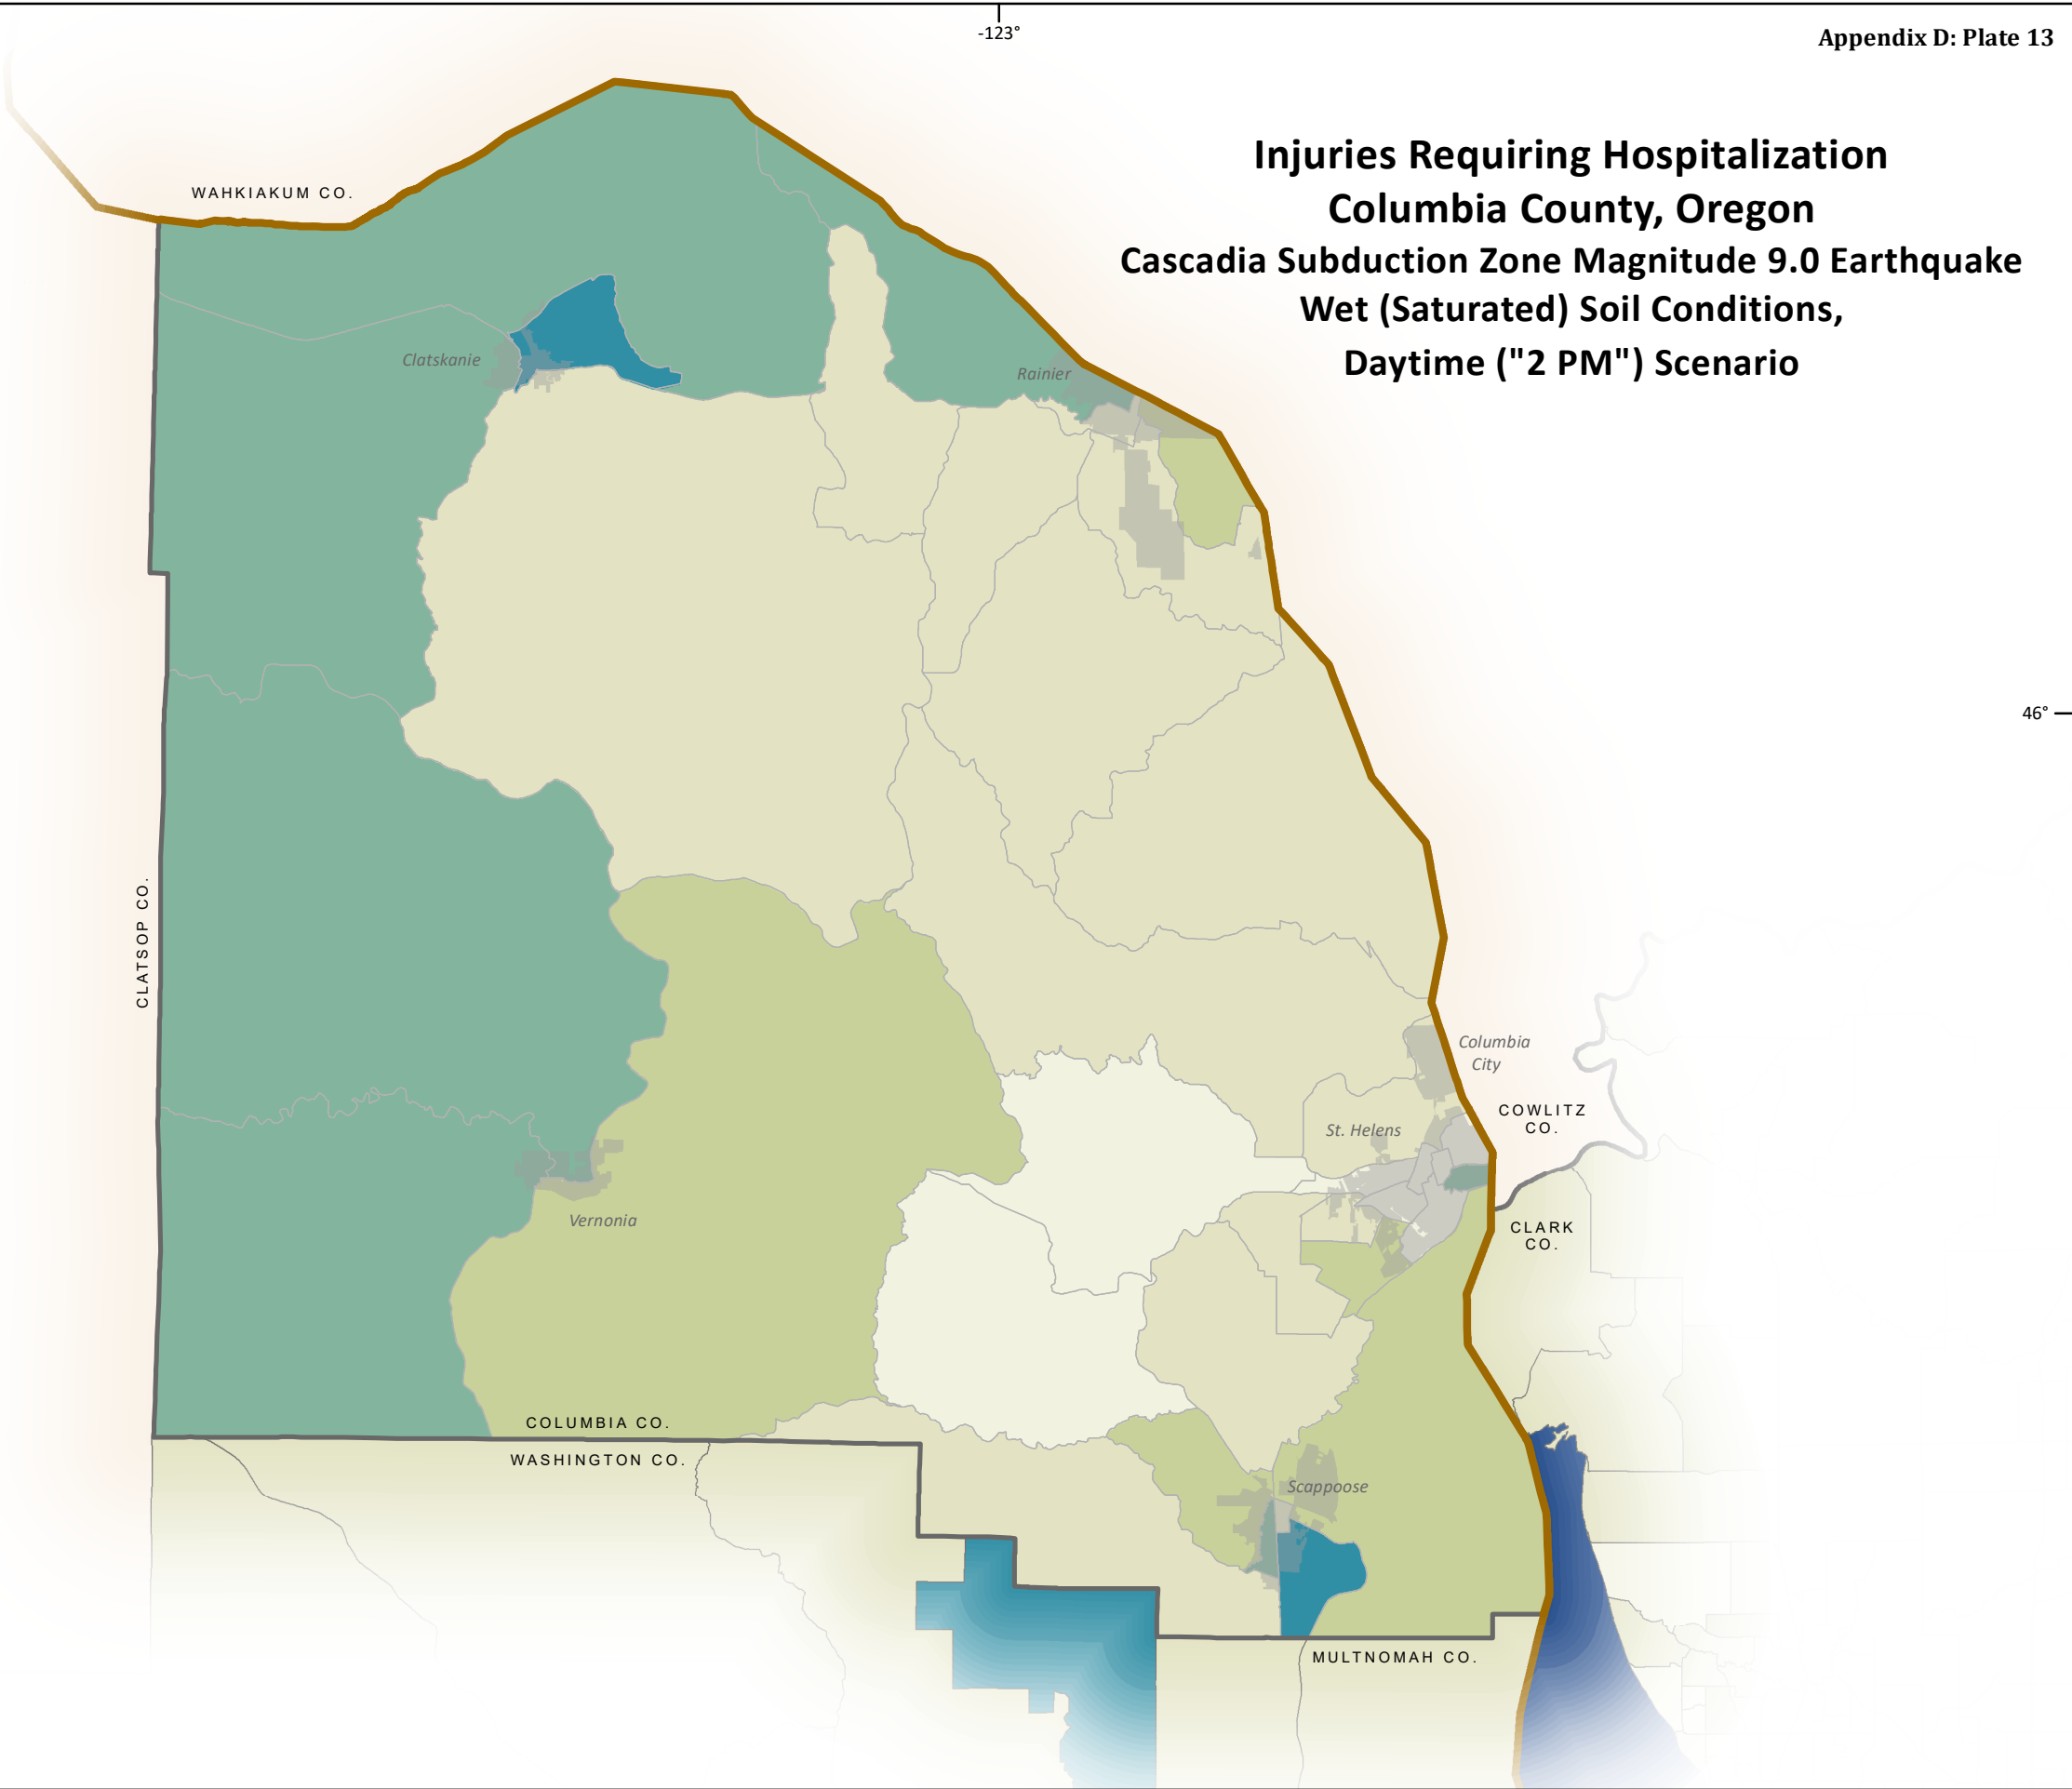 -123°
Appendix D: Plate 13
Injuries Requiring Hospitalization
Columbia County, Oregon
Cascadia Subduction Zone Magnitude 9.0 Earthquake
Wet (Saturated) Soil Conditions,
Daytime ("2 PM") Scenario
WAHKIAKUM CO.
Clatskanie
Rainier
46°
CLATSOP CO.
Columbia
City
COWLITZ
CO.
St. Helens
Vernonia
CLARK
CO.
COLUMBIA CO.
WASHINGTON CO.
Scappoose
MULTNOMAH CO.